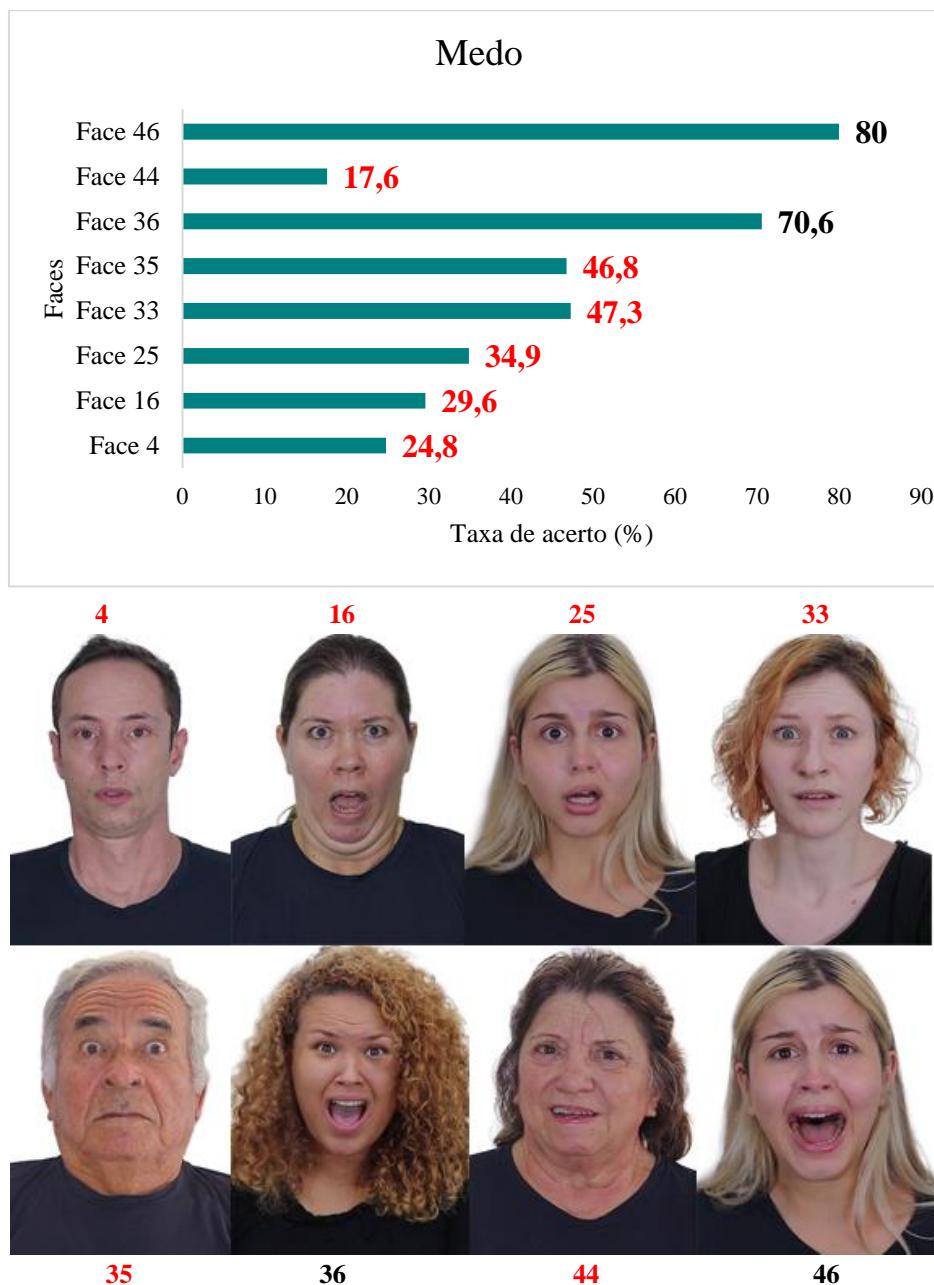 Medo
Face 46 80
Face 44 17,6
Face 36 70,6
Face 35 46,8
Face 33 47,3
Face 25 34,9
Face 16 29,6
Face 4 24,8
Faces
0 10 20 30 40 50 60 70 80 90
Taxa de acerto (%)
4 16 25 33
35 36 44 46